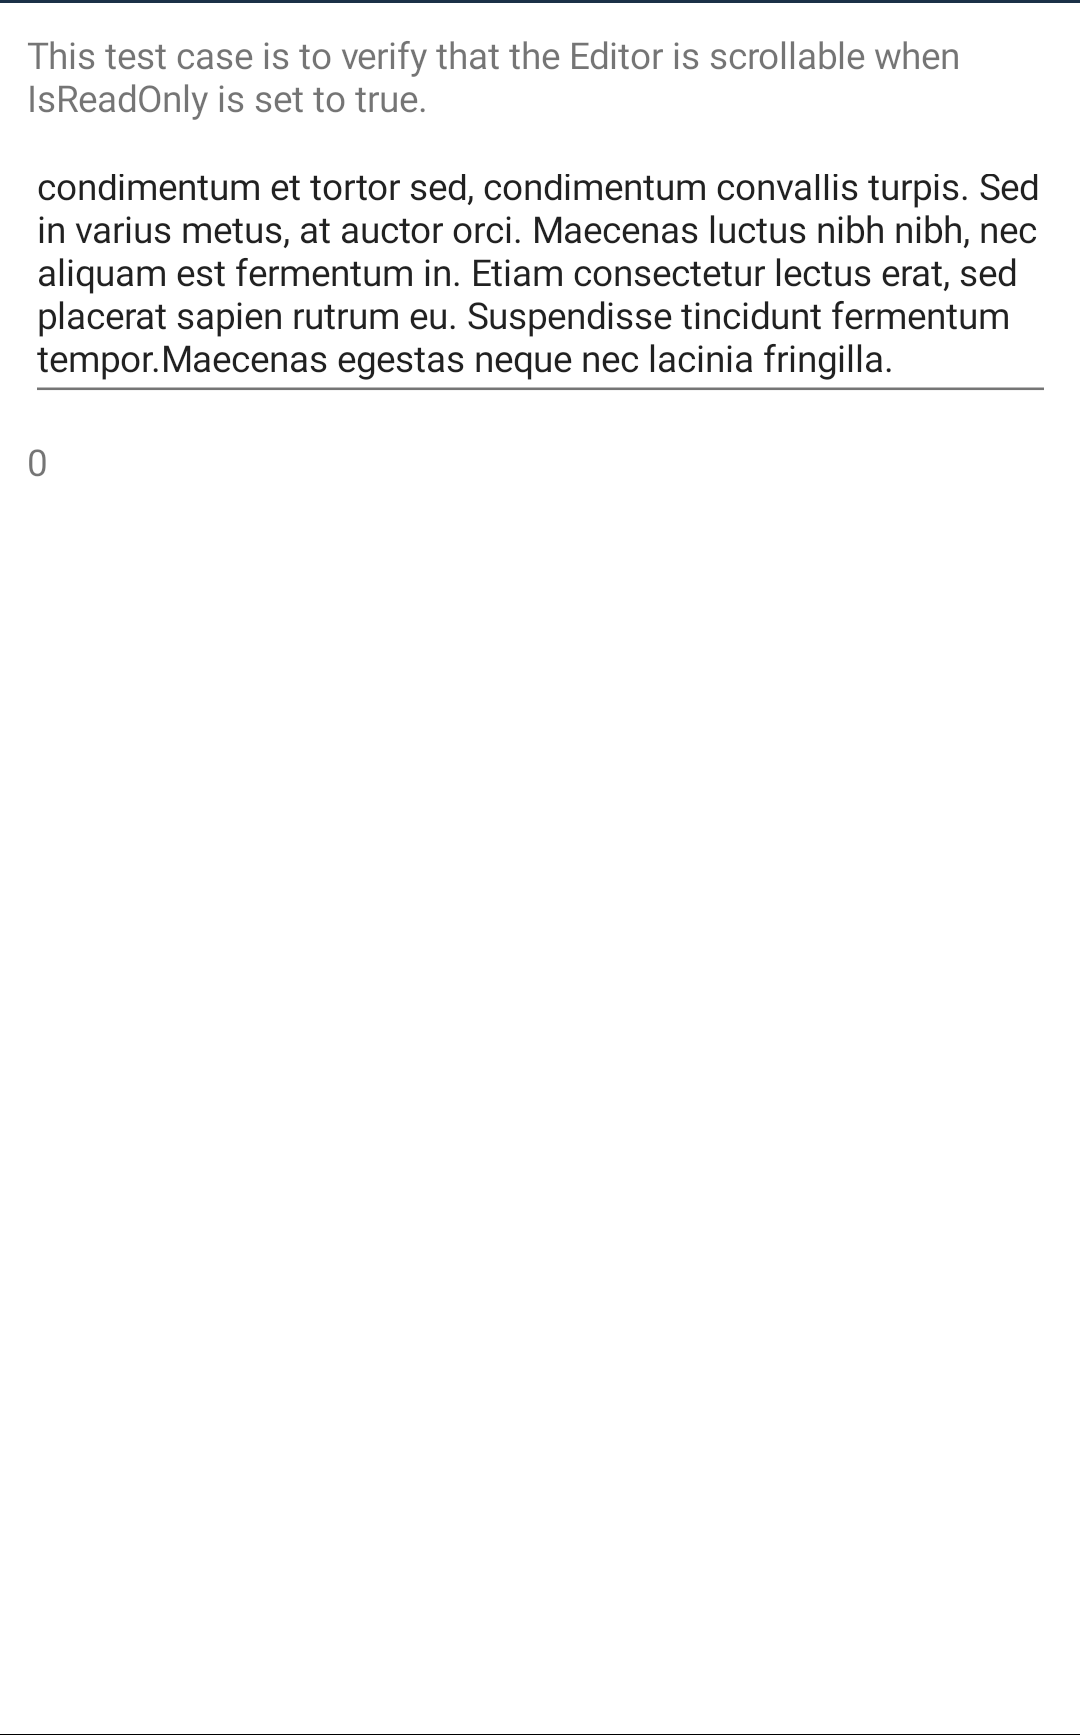 This test case is to verify that the Editor is scrollable when
IsReadOnly is set to true.
condimentum et tortor sed, condimentum convallis turpis. Sed
in varius metus, at auctor orci. Maecenas luctus nibh nibh, nec
aliquam est fermentum in. Etiam consectetur lectus erat, sed
placerat sapien rutrum eu. Suspendisse tincidunt fermentum
tempor.Maecenas egestas neque nec lacinia fringilla.
0